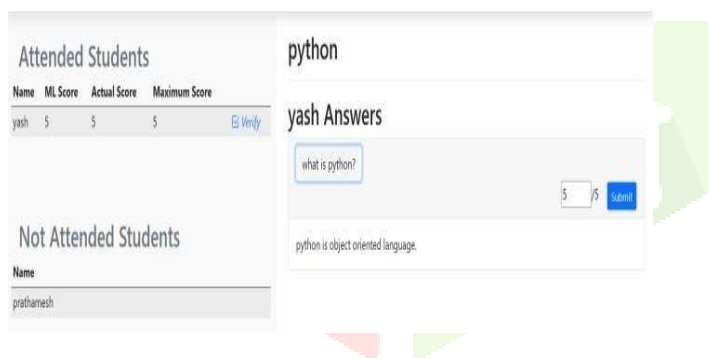 Attended Students
Name ML Score Actual Score Maximum Score
yash 5 5 5 Verify
Not Attended Students
Name
prathamesh
python
yash Answers
what is python?
5 /5 Submit
python is object oriented language.